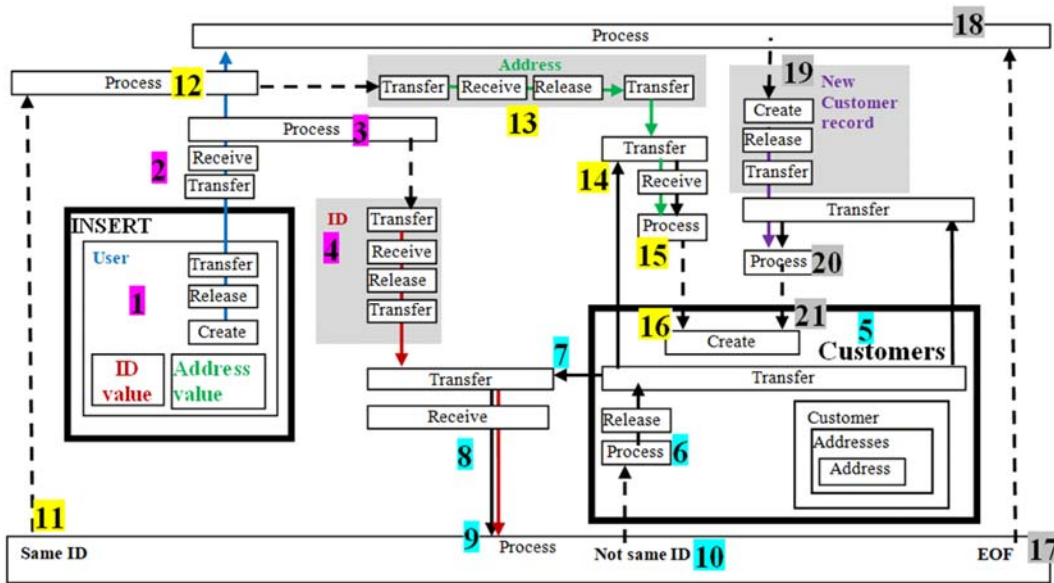 18
Process
Process 12
Address
Transfer
Receive
Release
Transfer
13
19
New
Customer
record
Create
Release
Transfer
Process
3
2
Receive
Transfer
Transfer
14
Receive
Process
15
Transfer
Process
20
INSERT
User
1
Transfer
Release
Create
ID
value
Address
value
ID
4
Transfer
Receive
Release
Transfer
16
21
5
Create
Customers
7
Transfer
Transfer
Receive
8
Release
Process
6
Customer
Addresses
Address
11
9
Same ID
Process
Not same ID 10
EOF
17